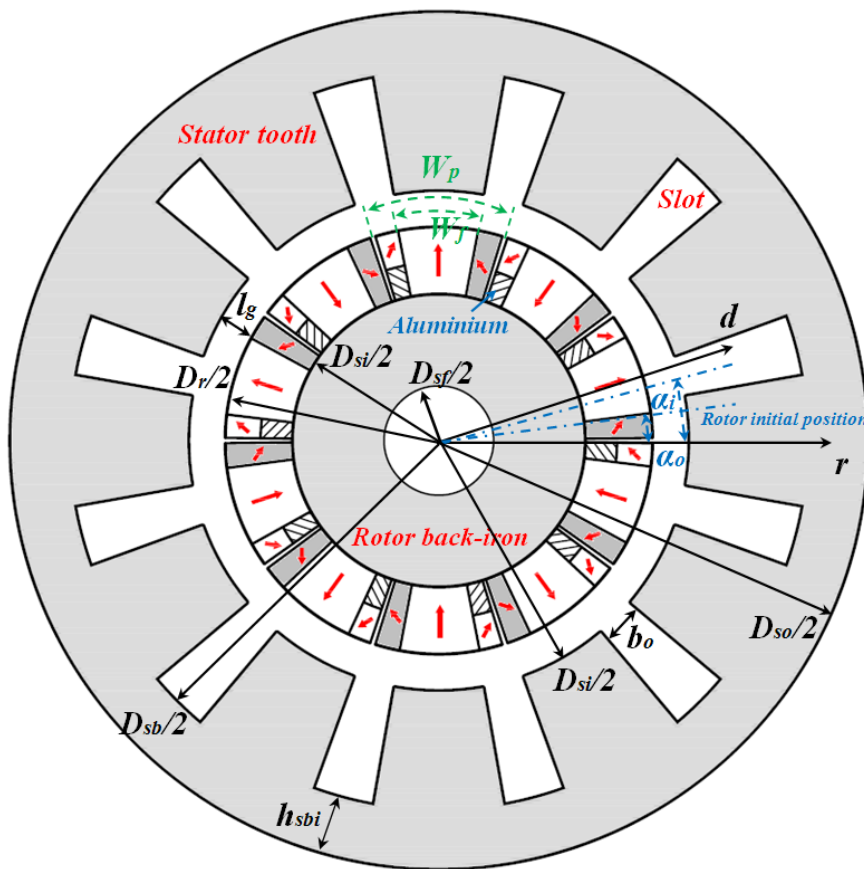 Stator tooth
Wp
Slot
Wf
lg
Aluminium
d
Dsi/2
Dr/2
Dsf/2
αi
Rotor initial position
αo
r
Rotor back-iron
Dso/2
bo
Dsi/2
Dsb/2
hsbi